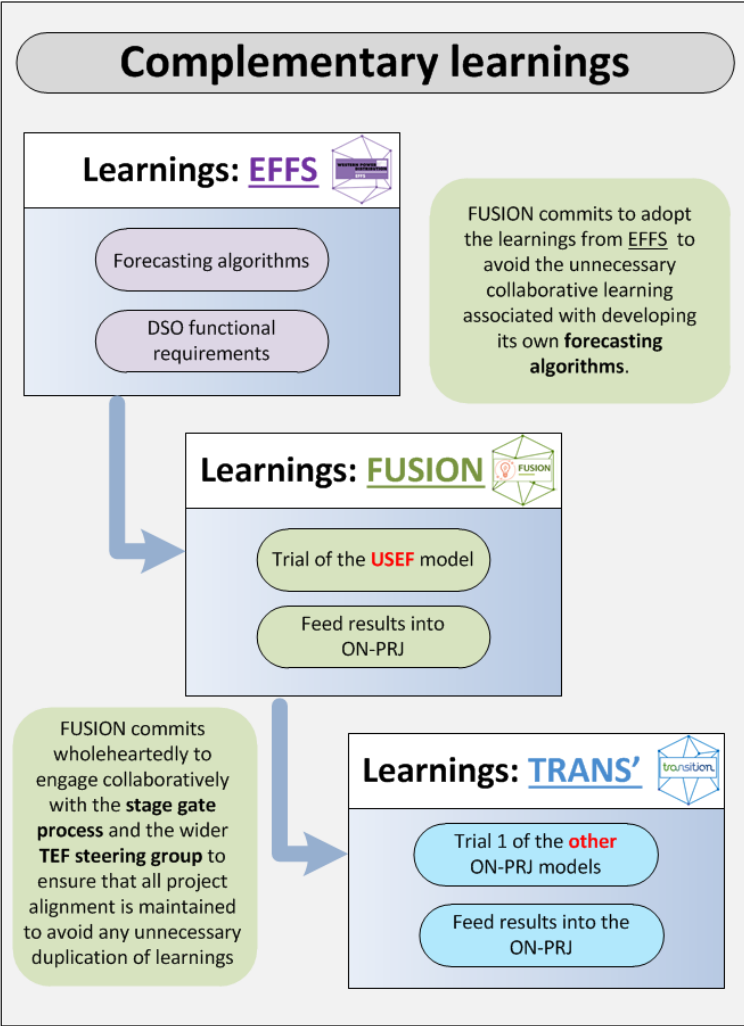 Complementary learnings
Learnings: EFFS
WESTERN POWER
DISTRIBUTION
EFFS
Forecasting algorithms
DSO functional
requirements
FUSION commits to adopt
the learnings from EFFS to
avoid the unnecessary
collaborative learning
associated with developing
its own forecasting
algorithms.
Learnings: FUSION
FUSION
Trial of the USEF model
Feed results into
ON-PRJ
FUSION commits
wholeheartedly to
engage collaboratively
with the stage gate
process and the wider
TEF steering group to
ensure that all project
alignment is maintained
to avoid any unnecessary
duplication of learnings
Learnings: TRANS’
transition
Trial 1 of the other
ON-PRJ models
Feed results into the
ON-PRJ